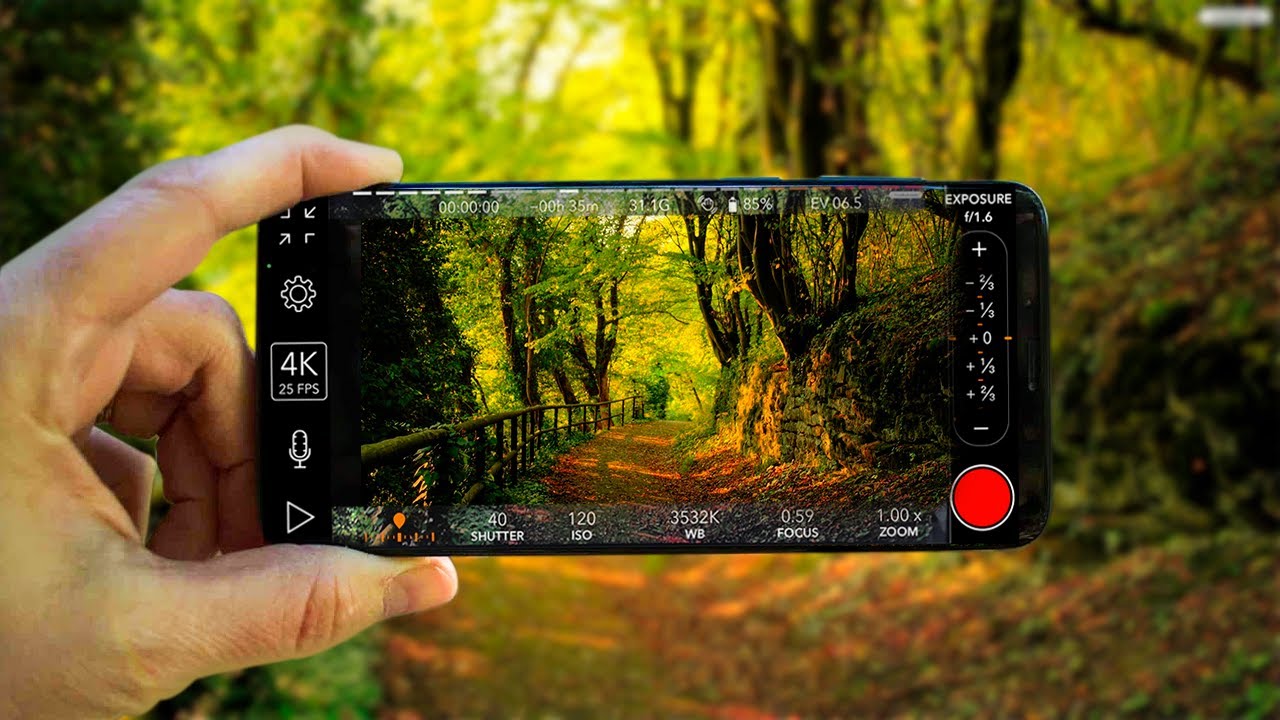 00:00:00 -00h 35m 31.1G 85% EV 06.5
EXPOSURE
f/1.6
+
- ⅔
- ⅓
+ 0
+ ⅓
+ ⅔
−
4K
25 FPS
40 120 3532K 0:59 1.00 x
SHUTTER ISO WB FOCUS ZOOM